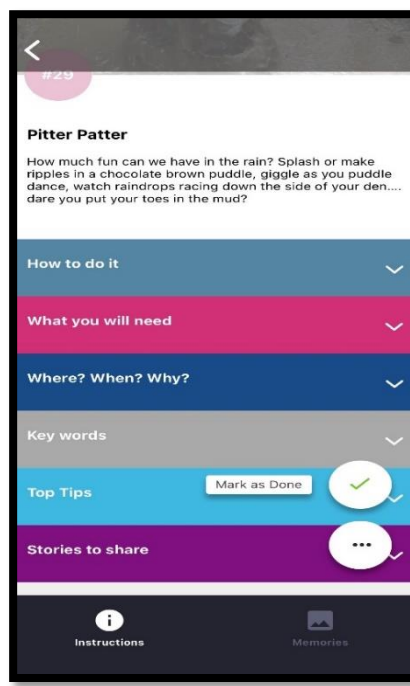 #29
Pitter Patter
How much fun can we have in the rain? Splash or make
ripples in a chocolate brown puddle, giggle as you puddle
dance, watch raindrops racing down the side of your den....
dare you put your toes in the mud?
How to do it
What you will need
Where? When? Why?
Key words
Mark as Done
Top Tips
Stories to share
Instructions
Memories